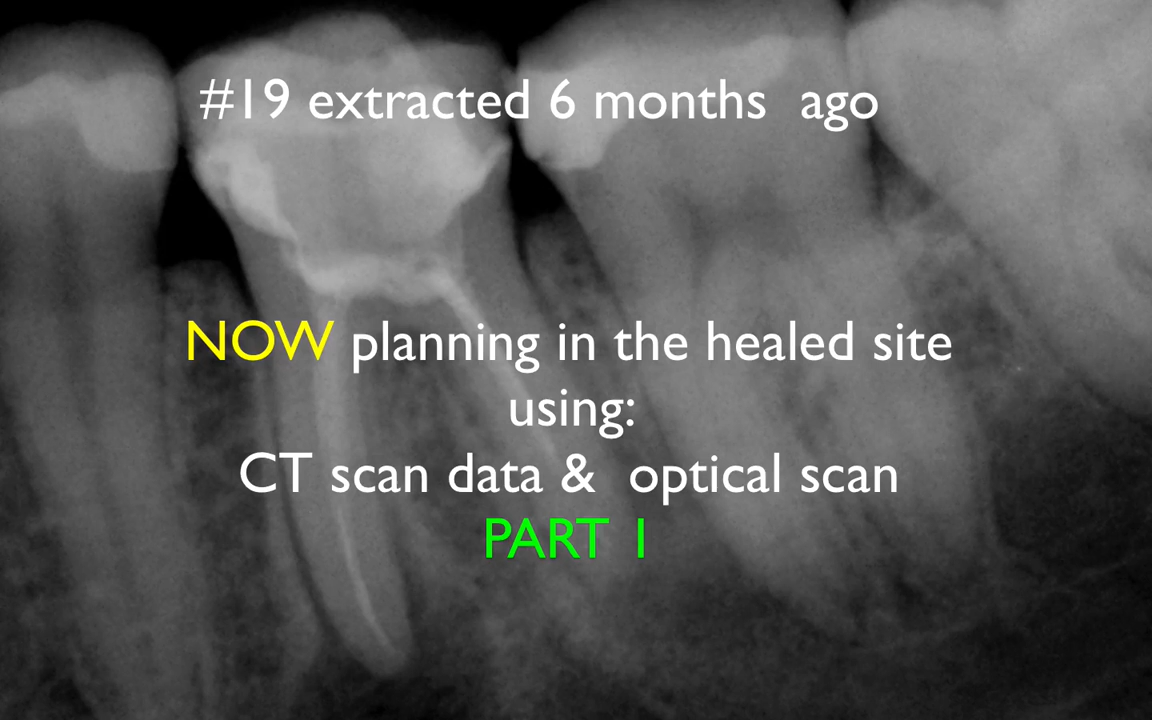 #19 extracted 6 months  ago
NOW planning in the healed site
using:
CT scan data &  optical scan
PART 1